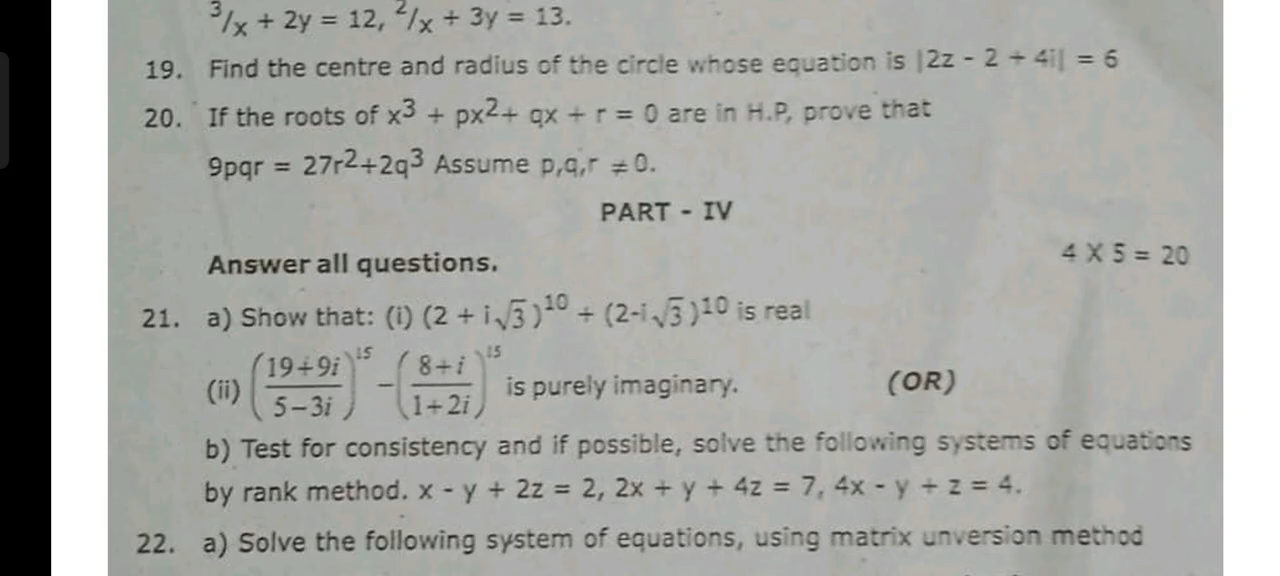 ³/x + 2y = 12, ²/x + 3y = 13.
19. Find the centre and radius of the circle whose equation is |2z - 2 + 4i| = 6
20. If the roots of x³ + px²+ qx + r = 0 are in H.P, prove that
9pqr = 27r²+2q³ Assume p,q,r ≠0.
PART - IV
Answer all questions. 4 X 5 = 20
21. a) Show that: (i) (2 + i√3)¹⁰ + (2-i√3)¹⁰ is real
(ii) ((19+9i)/(5-3i))¹⁵ - ((8+i)/(1+2i))¹⁵ is purely imaginary. (OR)
b) Test for consistency and if possible, solve the following systems of equations
by rank method. x - y + 2z = 2, 2x + y + 4z = 7, 4x - y + z = 4.
22. a) Solve the following system of equations, using matrix unversion method